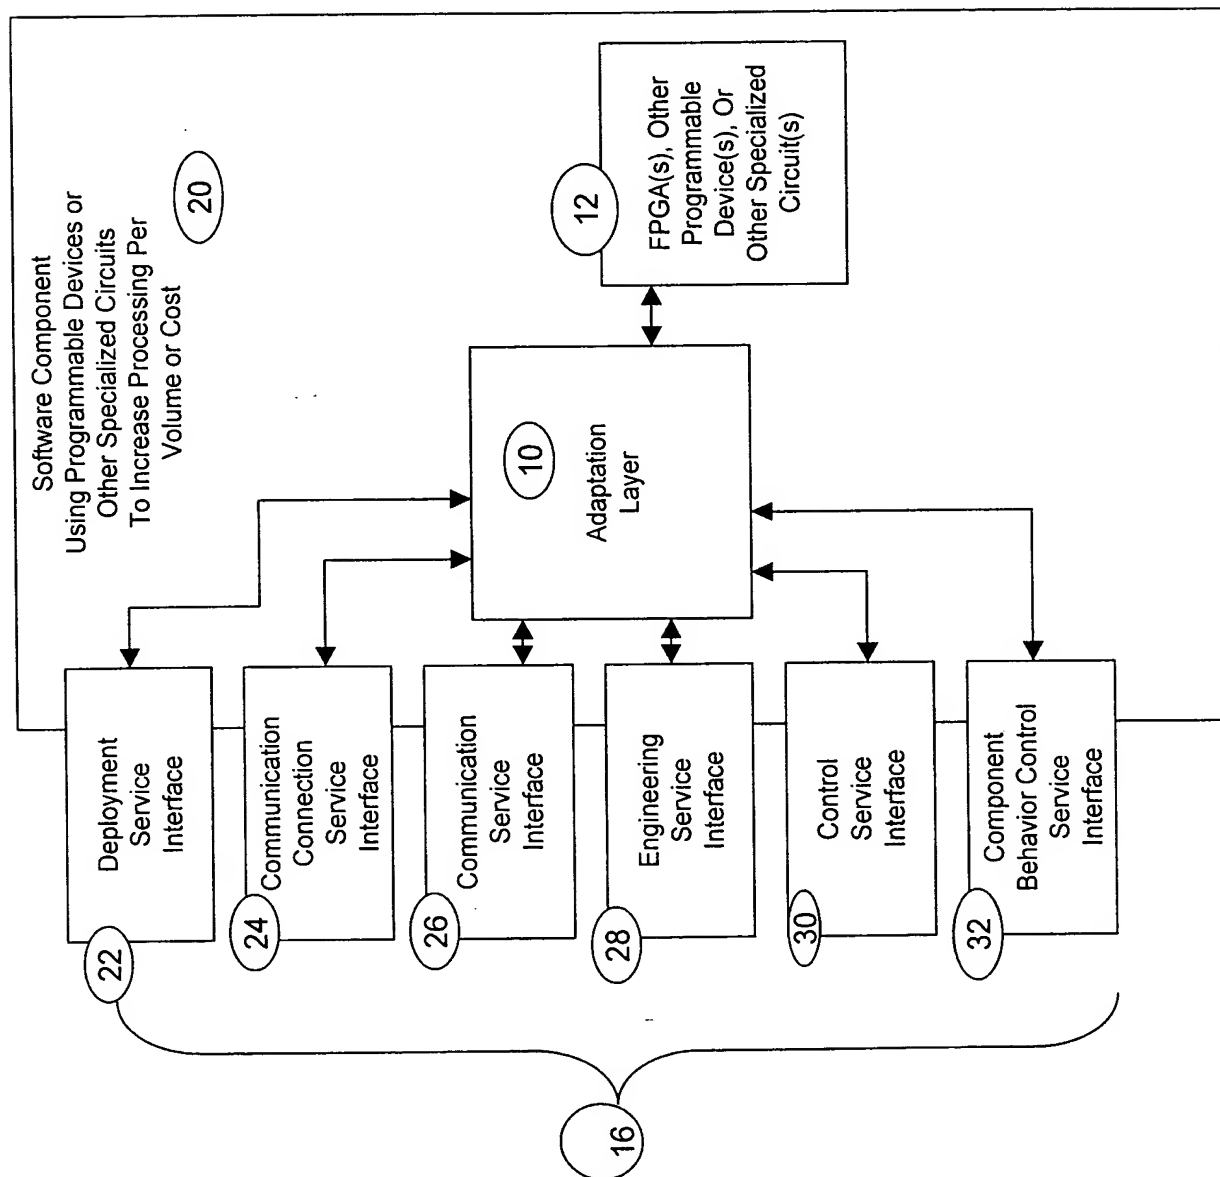 Software Component
Using Programmable Devices or
Other Specialized Circuits
To Increase Processing Per
Volume or Cost
20
12
FPGA(s), Other
Programmable
Device(s), Or
Other Specialized
Circuit(s)
10
Adaptation
Layer
Deployment
Service
Interface
22
Communication
Connection
Service
Interface
24
Communication
Service
Interface
26
Engineering
Service
Interface
28
Control
Service
Interface
30
Component
Behavior Control
Service
Interface
32
16